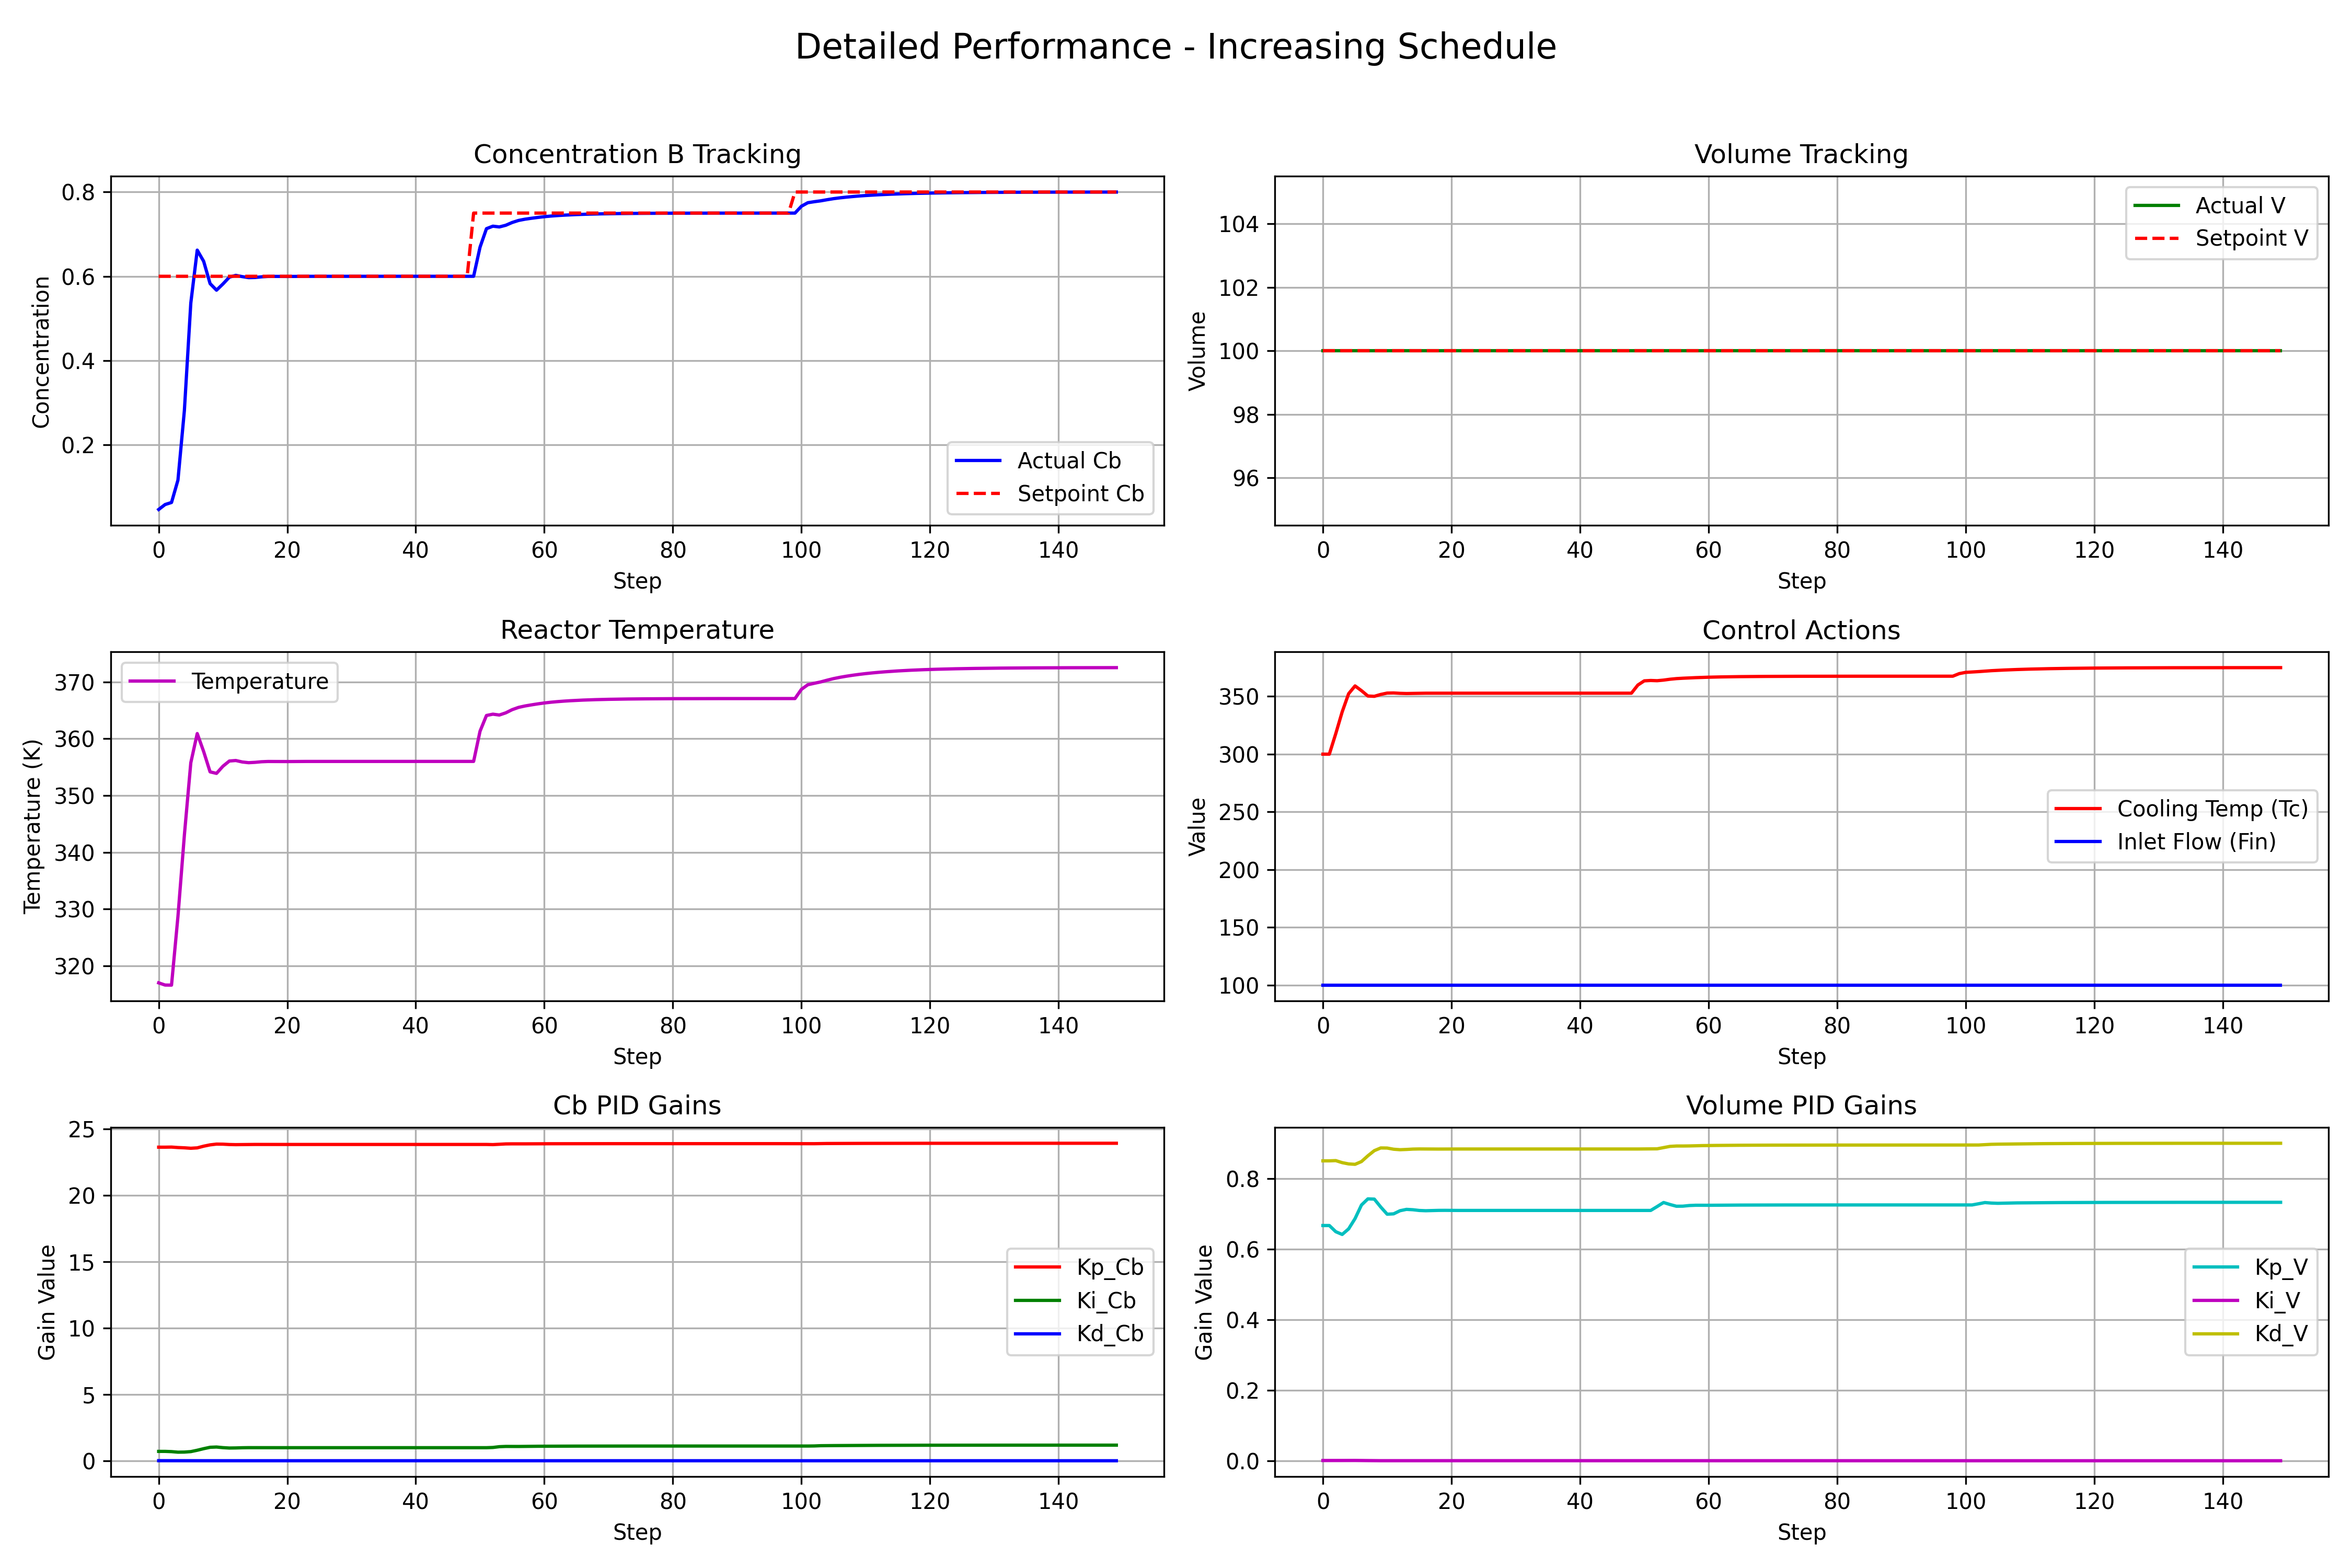 Detailed Performance - Increasing Schedule
Concentration B Tracking
Concentration
0.8
0.6
0.4
0.2
Actual Cb
Setpoint Cb
0 20 40 60 80 100 120 140
Step
Volume Tracking
Volume
104
102
100
98
96
Actual V
Setpoint V
0 20 40 60 80 100 120 140
Step
Reactor Temperature
Temperature (K)
370
360
350
340
330
320
Temperature
0 20 40 60 80 100 120 140
Step
Control Actions
Value
350
300
250
200
150
100
Cooling Temp (Tc)
Inlet Flow (Fin)
0 20 40 60 80 100 120 140
Step
Cb PID Gains
Gain Value
25
20
15
10
5
0
Kp_Cb
Ki_Cb
Kd_Cb
0 20 40 60 80 100 120 140
Step
Volume PID Gains
Gain Value
0.8
0.6
0.4
0.2
0.0
Kp_V
Ki_V
Kd_V
0 20 40 60 80 100 120 140
Step